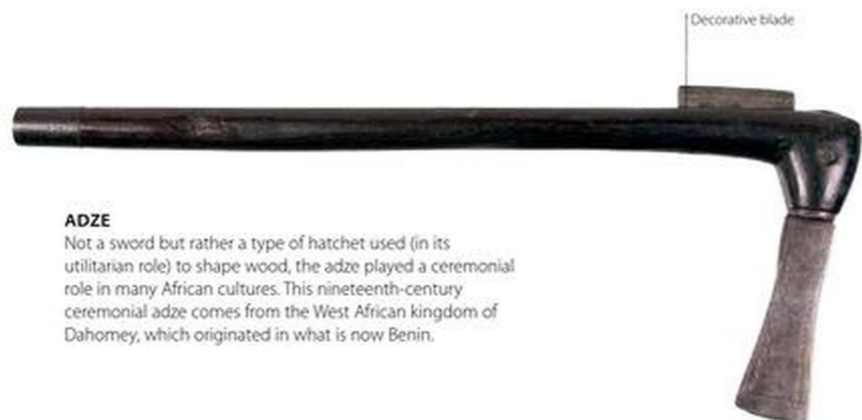 Decorative blade
ADZE
Not a sword but rather a type of hatchet used (in its
utilitarian role) to shape wood, the adze played a ceremonial
role in many African cultures. This nineteenth-century
ceremonial adze comes from the West African kingdom of
Dahomey, which originated in what is now Benin.